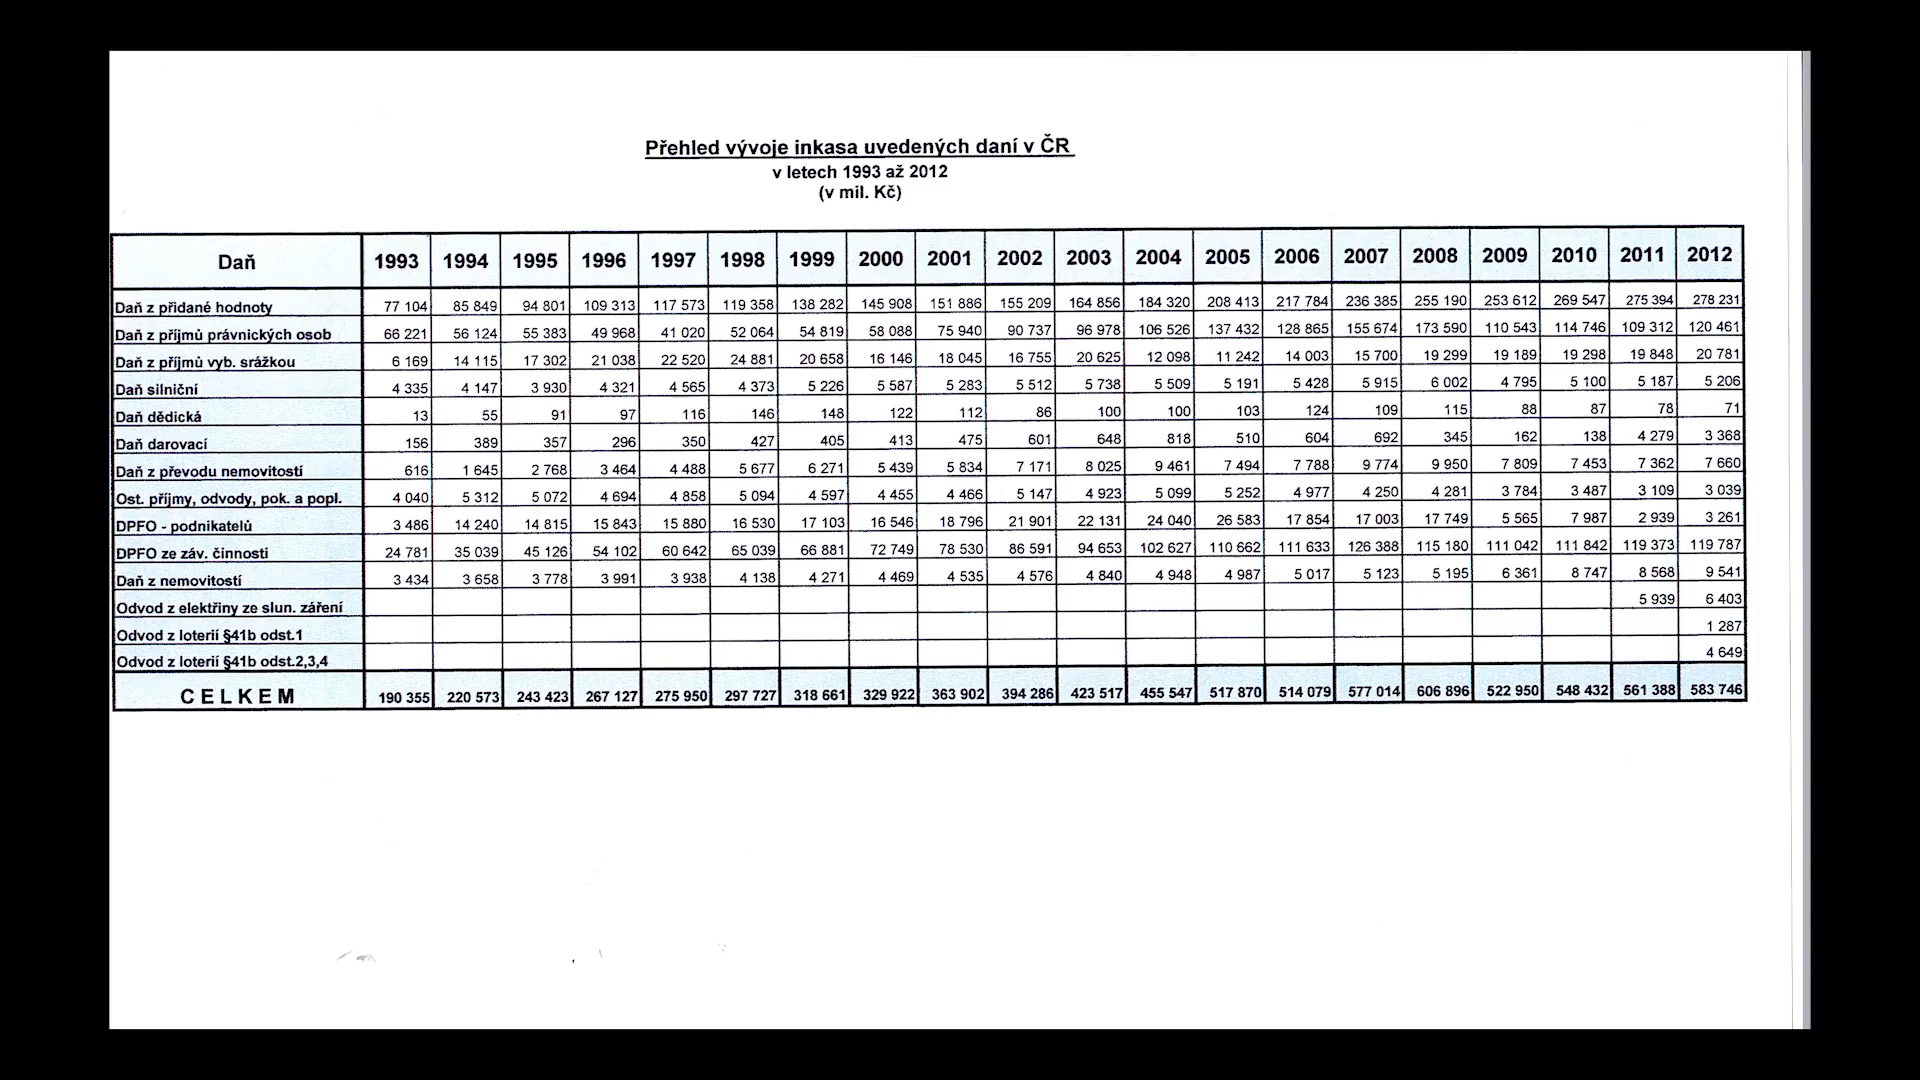 Přehled vývoje inkasa uvedených daní v ČR
v letech 1993 až 2012
(v mil. Kč)
Daň 1993 1994 1995 1996 1997 1998 1999 2000 2001 2002 2003 2004 2005 2006 2007 2008 2009 2010 2011 2012
Daň z přidané hodnoty 77 104 85 849 94 801 109 313 117 573 119 358 138 282 145 908 151 886 155 209 164 856 184 320 208 413 217 784 236 385 255 190 253 612 269 547 275 394 278 231
Daň z příjmů právnických osob 66 221 56 124 55 383 49 968 41 020 52 064 54 819 58 088 75 940 90 737 96 978 106 526 137 432 128 865 155 674 173 590 110 543 114 746 109 312 120 461
Daň z příjmů vyb. srážkou 6 169 14 115 17 302 21 038 22 520 24 881 20 658 16 146 18 045 16 755 20 625 12 098 11 242 14 003 15 700 19 299 19 189 19 298 19 848 20 781
Daň silniční 4 335 4 147 3 930 4 321 4 565 4 373 5 226 5 587 5 283 5 512 5 738 5 509 5 191 5 428 5 915 6 002 4 795 5 100 5 187 5 206
Daň dědická 13 55 91 97 116 146 148 122 112 86 100 100 103 124 109 115 88 87 78 71
Daň darovací 156 389 357 296 350 427 405 413 475 601 648 818 510 604 692 345 162 138 4 279 3 368
Daň z převodu nemovitostí 616 1 645 2 768 3 464 4 488 5 677 6 271 5 439 5 834 7 171 8 025 9 461 7 494 7 788 9 774 9 950 7 809 7 453 7 362 7 660
Ost. příjmy, odvody, pok. a popl. 4 040 5 312 5 072 4 694 4 858 5 094 4 597 4 455 4 466 5 147 4 923 5 099 5 252 4 977 4 250 4 281 3 784 3 487 3 109 3 039
DPFO - podnikatelů 3 486 14 240 14 815 15 843 15 880 16 530 17 103 16 546 18 796 21 901 22 131 24 040 26 583 17 854 17 003 17 749 5 565 7 987 2 939 3 261
DPFO ze záv. činnosti 24 781 35 039 45 126 54 102 60 642 65 039 66 881 72 749 78 530 86 591 94 653 102 627 110 662 111 633 126 388 115 180 111 042 111 842 119 373 119 787
Daň z nemovitostí 3 434 3 658 3 778 3 991 3 938 4 138 4 271 4 469 4 535 4 576 4 840 4 948 4 987 5 017 5 123 5 195 6 361 8 747 8 568 9 541
Odvod z elektřiny ze slun. záření 5 939 6 403
Odvod z loterií §41b odst.1 1 287
Odvod z loterií §41b odst.2,3,4 4 649
CELKEM 190 355 220 573 243 423 267 127 275 950 297 727 318 661 329 922 363 902 394 286 423 517 455 547 517 870 514 079 577 014 606 896 522 950 548 432 561 388 583 746